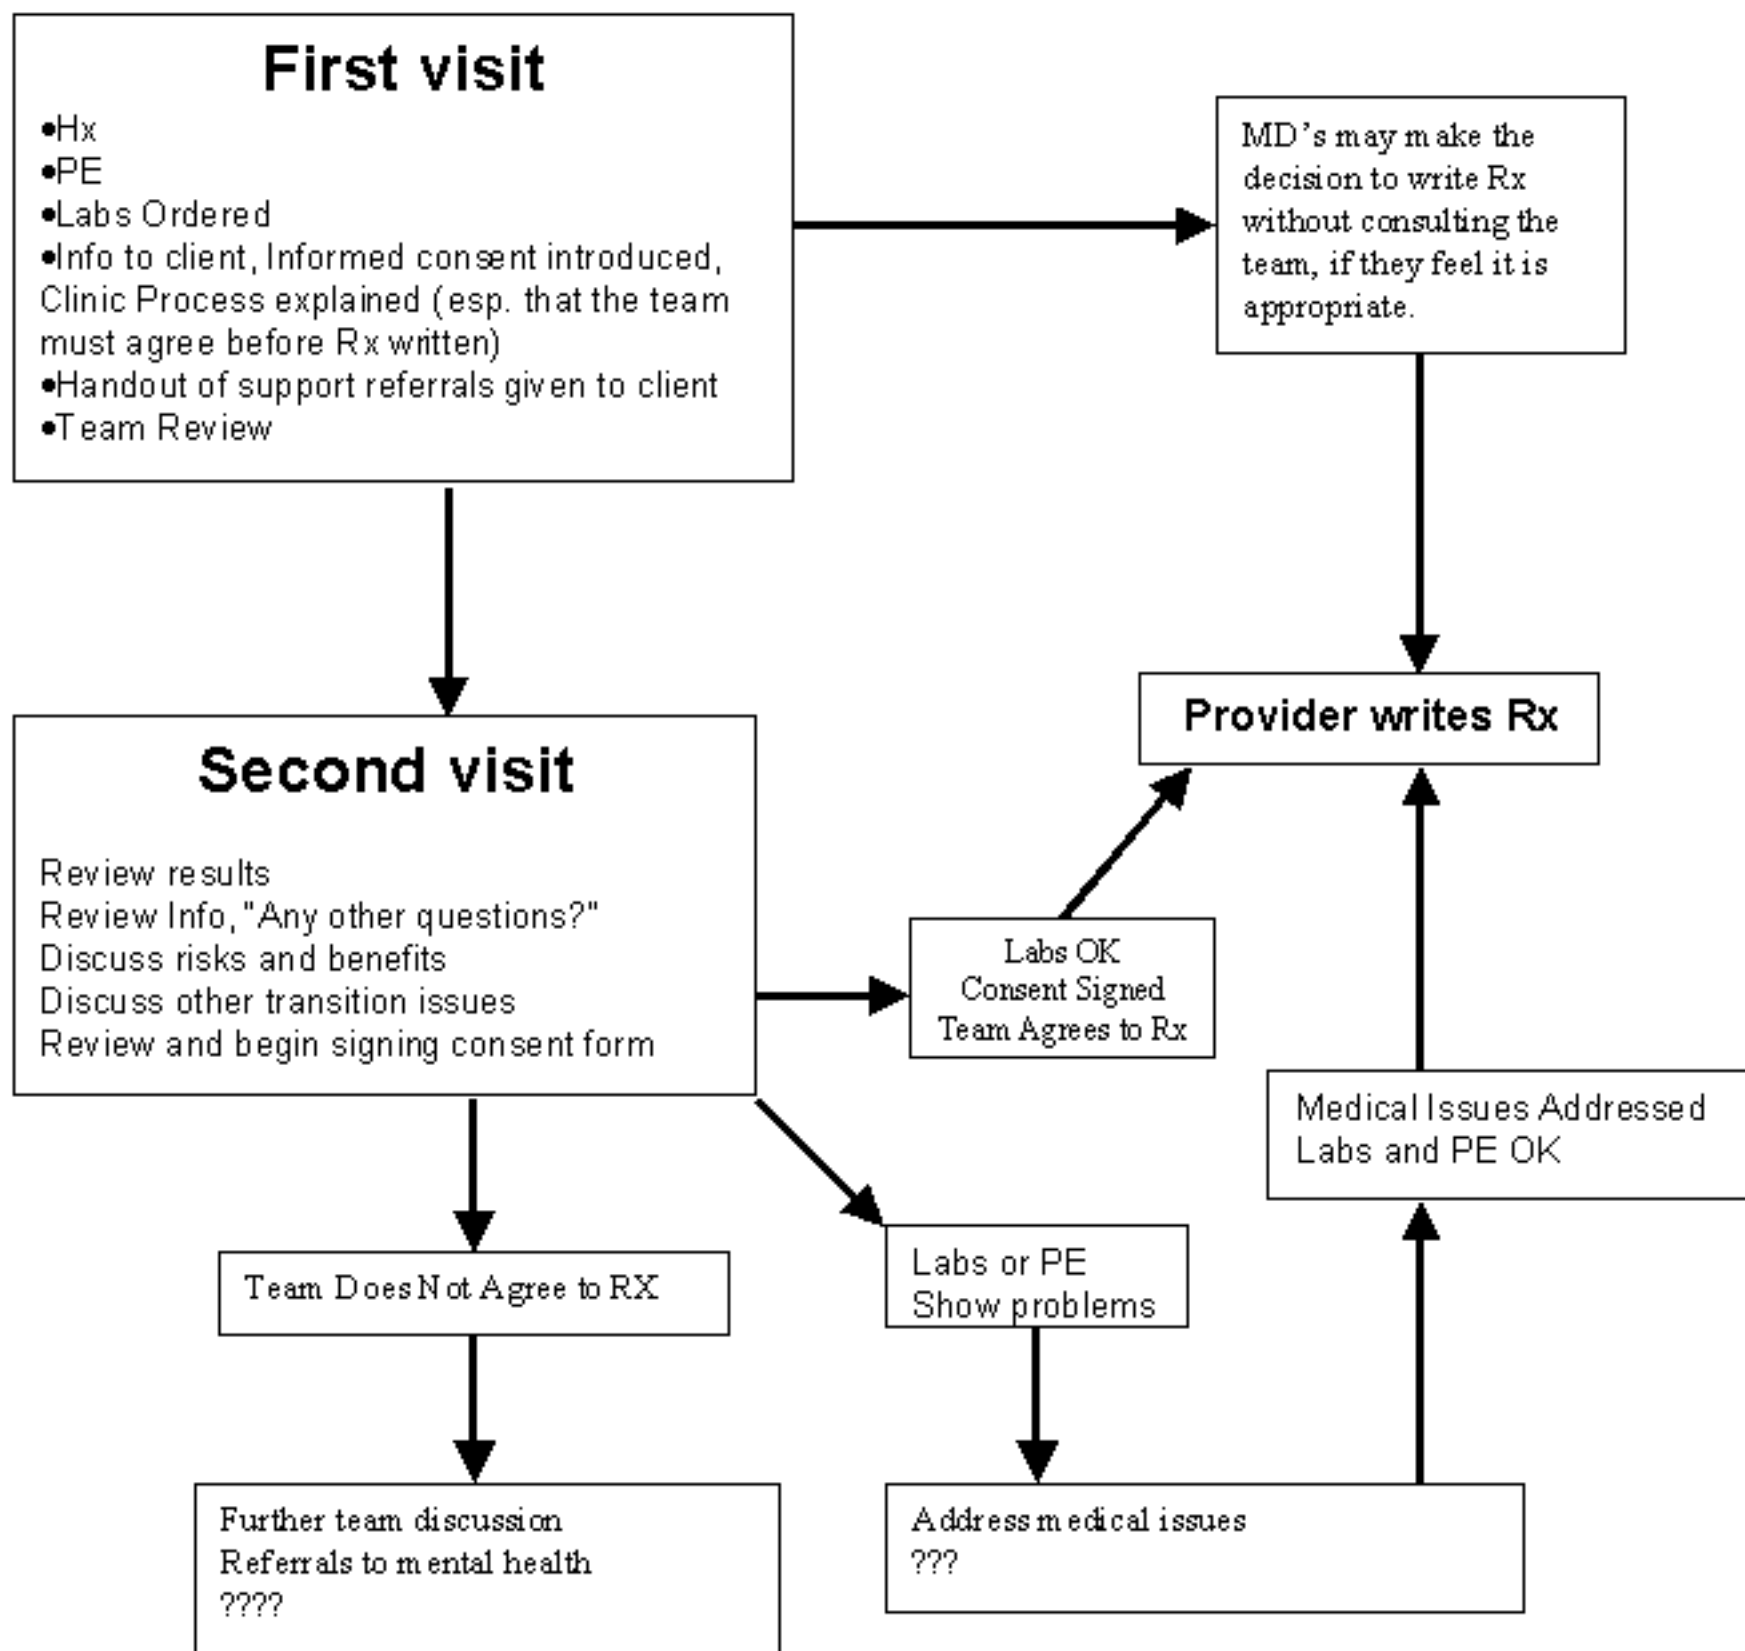 First visit
•Hx
•PE
•Labs Ordered
•Info to client, Informed consent introduced,
Clinic Process explained (esp. that the team
must agree before Rx written)
•Handout of support referrals given to client
•Team Review
MD's may make the
decision to write Rx
without consulting the
team, if they feel it is
appropriate.
Provider writes Rx
Second visit
Review results
Review Info, "Any other questions?"
Discuss risks and benefits
Discuss other transition issues
Review and begin signing consent form
Labs OK
Consent Signed
Team Agrees to Rx
Medical Issues Addressed
Labs and PE OK
Team Does Not Agree to RX
Labs or PE
Show problems
Further team discussion
Referrals to mental health
????
Address medical issues
???